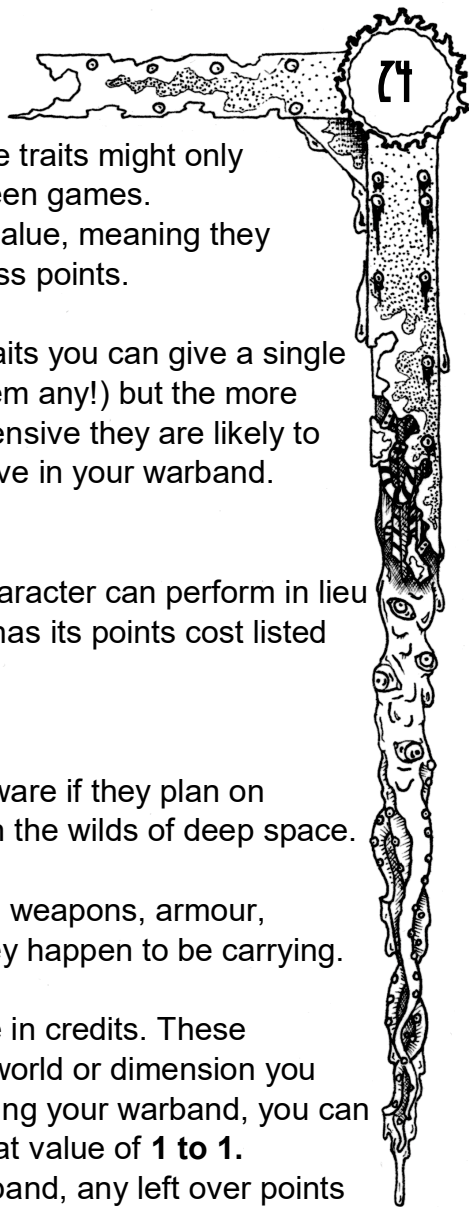 24
e traits might only
een games.
alue, meaning they
ss points.
aits you can give a single
em any!) but the more
ensive they are likely to
ve in your warband.
aracter can perform in lieu
has its points cost listed
ware if they plan on
n the wilds of deep space.
weapons, armour,
ey happen to be carrying.
e in credits. These
world or dimension you
ing your warband, you can
at value of 1 to 1.
band, any left over points